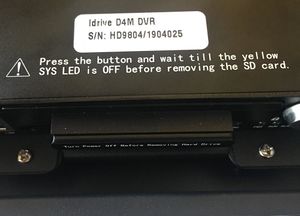 Idrive D4M DVR
S/N: HD9804/1904025
Press the button and wait till the yellow
SYS LED is OFF before removing the SD card.
Turn Power Off Before Removing Hard Drive